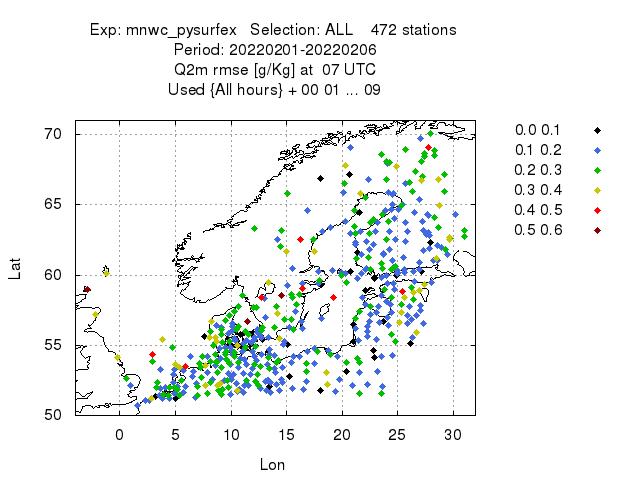 Exp: mnwc_pysurfex   Selection: ALL    472 stations
Period: 20220201-20220206
Q2m rmse [g/Kg] at  07 UTC
Used {All hours} + 00 01 ... 09
70
65
60
55
50
0 5 10 15 20 25 30
Lat
Lon
0.0 0.1
0.1 0.2
0.2 0.3
0.3 0.4
0.4 0.5
0.5 0.6